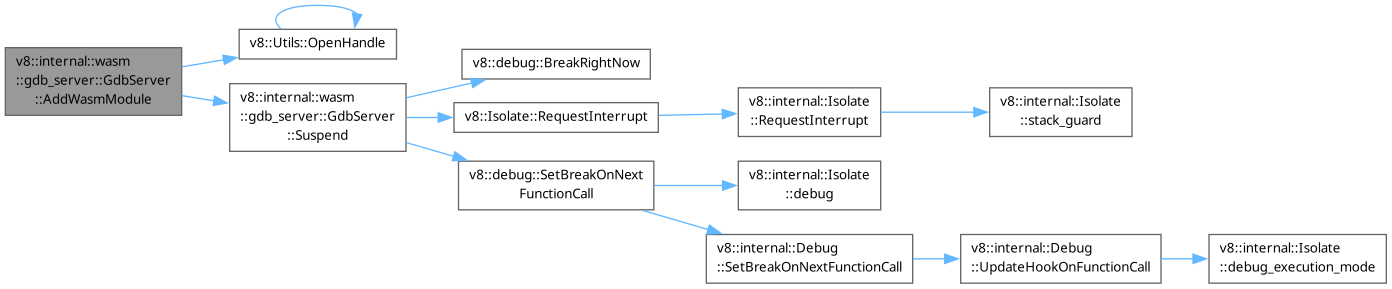 v8::internal::wasm
::gdb_server::GdbServer
::AddWasmModule
v8::Utils::OpenHandle
v8::internal::wasm
::gdb_server::GdbServer
::Suspend
v8::debug::BreakRightNow
v8::Isolate::RequestInterrupt
v8::internal::Isolate
::RequestInterrupt
v8::internal::Isolate
::stack_guard
v8::debug::SetBreakOnNext
FunctionCall
v8::internal::Isolate
::debug
v8::internal::Debug
::SetBreakOnNextFunctionCall
v8::internal::Debug
::UpdateHookOnFunctionCall
v8::internal::Isolate
::debug_execution_mode